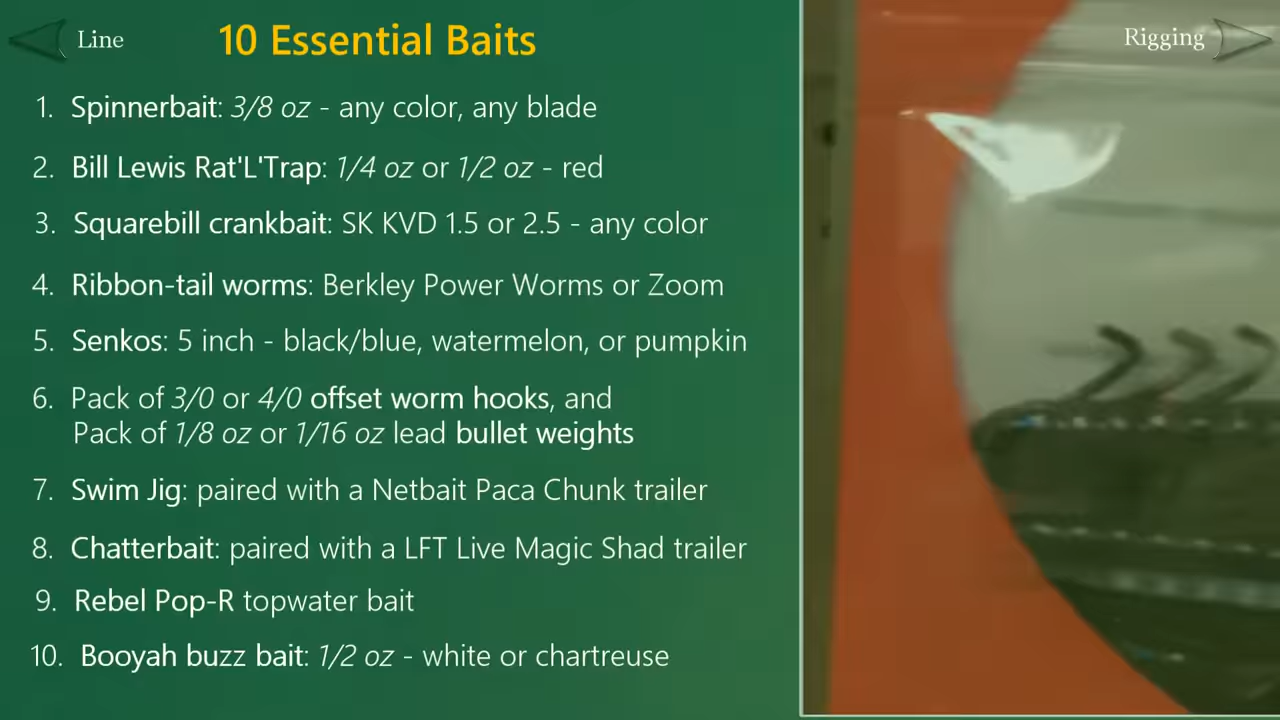 Line
10 Essential Baits
Rigging
1. Spinnerbait: 3/8 oz - any color, any blade
2. Bill Lewis Rat'L'Trap: 1/4 oz or 1/2 oz - red
3. Squarebill crankbait: SK KVD 1.5 or 2.5 - any color
4. Ribbon-tail worms: Berkley Power Worms or Zoom
5. Senkos: 5 inch - black/blue, watermelon, or pumpkin
6. Pack of 3/0 or 4/0 offset worm hooks, and
Pack of 1/8 oz or 1/16 oz lead bullet weights
7. Swim Jig: paired with a Netbait Paca Chunk trailer
8. Chatterbait: paired with a LFT Live Magic Shad trailer
9. Rebel Pop-R topwater bait
10. Booyah buzz bait: 1/2 oz - white or chartreuse